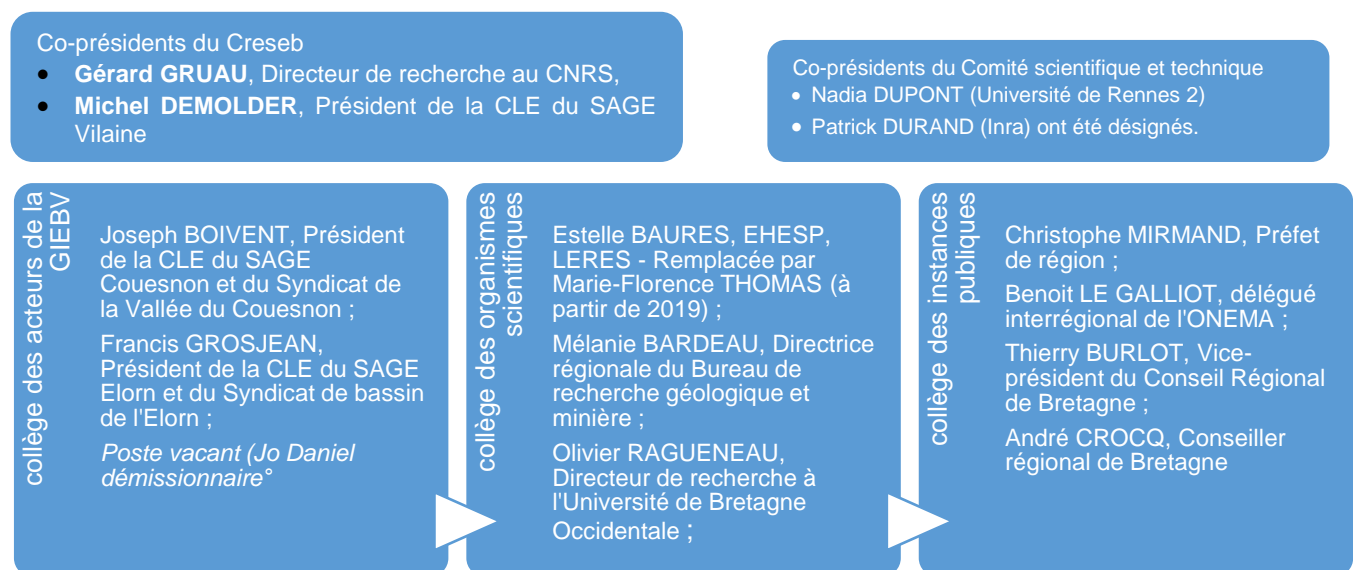 Co-présidents du Creseb
• Gérard GRUAU, Directeur de recherche au CNRS,
• Michel DEMOLDER, Président de la CLE du SAGE
Vilaine
Co-présidents du Comité scientifique et technique
• Nadia DUPONT (Université de Rennes 2)
• Patrick DURAND (Inra) ont été désignés.
collège des acteurs de la
GIEBV
Joseph BOIVENT, Président
de la CLE du SAGE
Couesnon et du Syndicat de
la Vallée du Couesnon ;
Francis GROSJEAN,
Président de la CLE du SAGE
Elorn et du Syndicat de bassin
de l'Elorn ;
Poste vacant (Jo Daniel
démissionnaire°
collège des organismes
scientifiques
Estelle BAURES, EHESP,
LERES - Remplacée par
Marie-Florence THOMAS (à
partir de 2019) ;
Mélanie BARDEAU, Directrice
régionale du Bureau de
recherche géologique et
minière ;
Olivier RAGUENEAU,
Directeur de recherche à
l'Université de Bretagne
Occidentale ;
collège des instances
publiques
Christophe MIRMAND, Préfet
de région ;
Benoit LE GALLIOT, délégué
interrégional de l'ONEMA ;
Thierry BURLOT, Vice-
président du Conseil Régional
de Bretagne ;
André CROCQ, Conseiller
régional de Bretagne